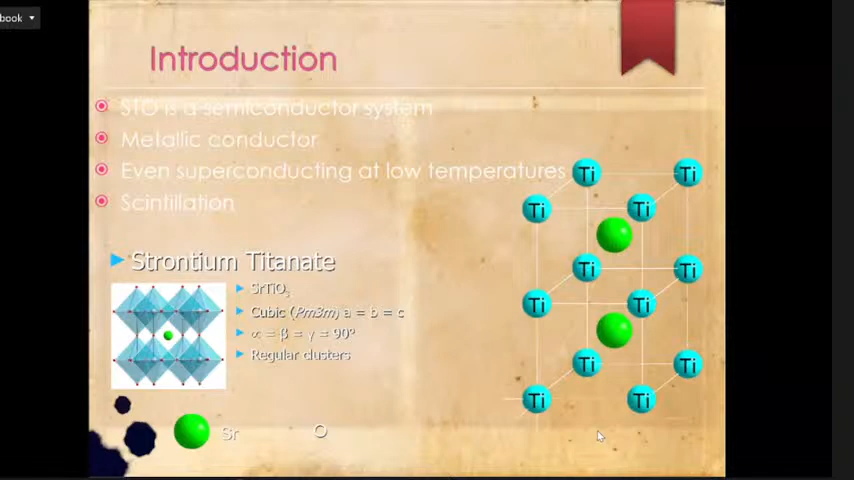 book
Introduction
STO is a semiconductor system
Metallic conductor
Even superconducting at low temperatures
Scintillation
Strontium Titanate
SrTiO₃
Cubic (Pm3m) a = b = c
∝ = β = γ = 90°
Regular clusters
Sr O
Ti Ti
Ti Ti
Ti Ti
Ti Ti
Ti Ti
Ti Ti